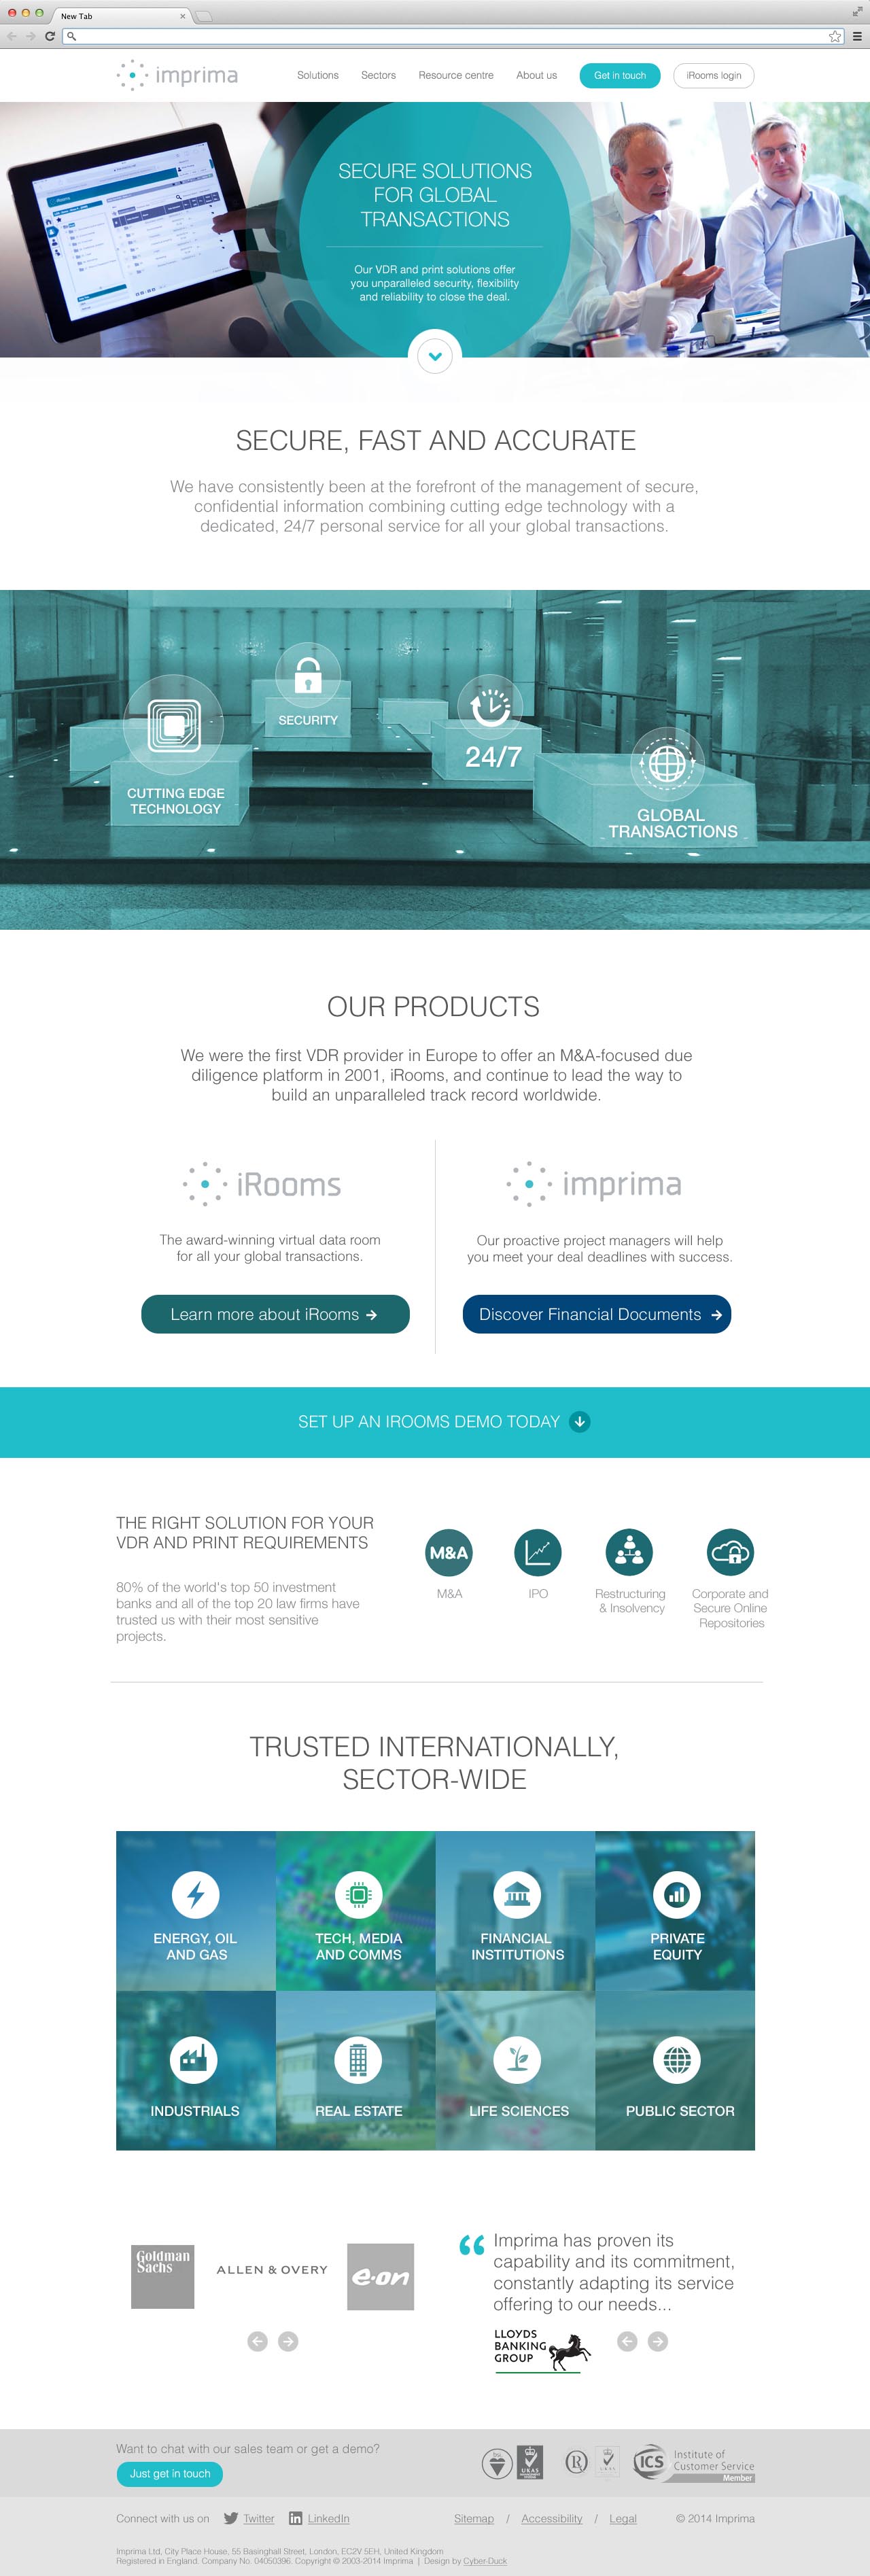 New Tab
imprima
Solutions
Sectors
Resource centre
About us
Get in touch
iRooms login
SECURE SOLUTIONS
FOR GLOBAL
TRANSACTIONS
Our VDR and print solutions offer
you unparalleled security, flexibility
and reliability to close the deal.
SECURE, FAST AND ACCURATE
We have consistently been at the forefront of the management of secure,
confidential information combining cutting edge technology with a
dedicated, 24/7 personal service for all your global transactions.
SECURITY
24/7
CUTTING EDGE
TECHNOLOGY
GLOBAL
TRANSACTIONS
OUR PRODUCTS
We were the first VDR provider in Europe to offer an M&A-focused due
diligence platform in 2001, iRooms, and continue to lead the way to
build an unparalleled track record worldwide.
iRooms
The award-winning virtual data room
for all your global transactions.
Learn more about iRooms
imprima
Our proactive project managers will help
you meet your deal deadlines with success.
Discover Financial Documents
SET UP AN IROOMS DEMO TODAY
THE RIGHT SOLUTION FOR YOUR
VDR AND PRINT REQUIREMENTS
80% of the world's top 50 investment
banks and all of the top 20 law firms have
trusted us with their most sensitive
projects.
M&A
M&A
IPO
Restructuring
& Insolvency
Corporate and
Secure Online
Repositories
TRUSTED INTERNATIONALLY,
SECTOR-WIDE
ENERGY, OIL
AND GAS
TECH, MEDIA
AND COMMS
FINANCIAL
INSTITUTIONS
PRIVATE
EQUITY
INDUSTRIALS
REAL ESTATE
LIFE SCIENCES
PUBLIC SECTOR
Goldman
Sachs
ALLEN & OVERY
e·on
“ Imprima has proven its
capability and its commitment,
constantly adapting its service
offering to our needs...
LLOYDS
BANKING
GROUP
Want to chat with our sales team or get a demo?
Just get in touch
UKAS
R
ICS
Institute of
Customer Service
Member
Connect with us on
Twitter
LinkedIn
Sitemap / Accessibility / Legal
© 2014 Imprima
Imprima Ltd, City Place House, 55 Basinghall Street, London, EC2V 5EH, United Kingdom
Registered in England. Company No. 04050396. Copyright © 2003-2014 Imprima | Design by Cyber-Duck